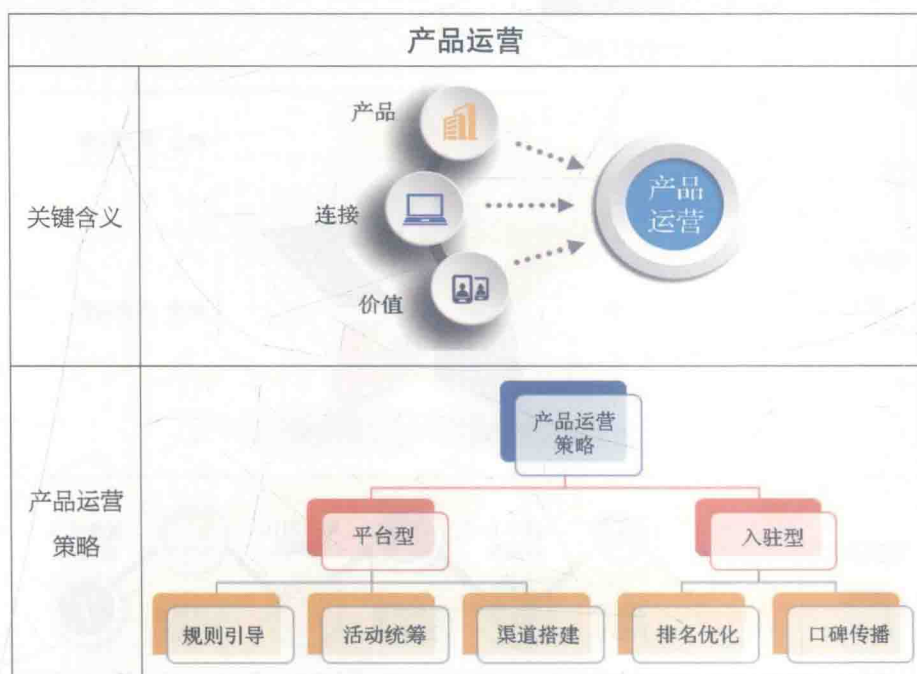 产品运营
关键含义
产品
连接
价值
产品
运营
产品运营
策略
产品运营
策略
平台型
入驻型
规则引导
活动统筹
渠道搭建
排名优化
口碑传播